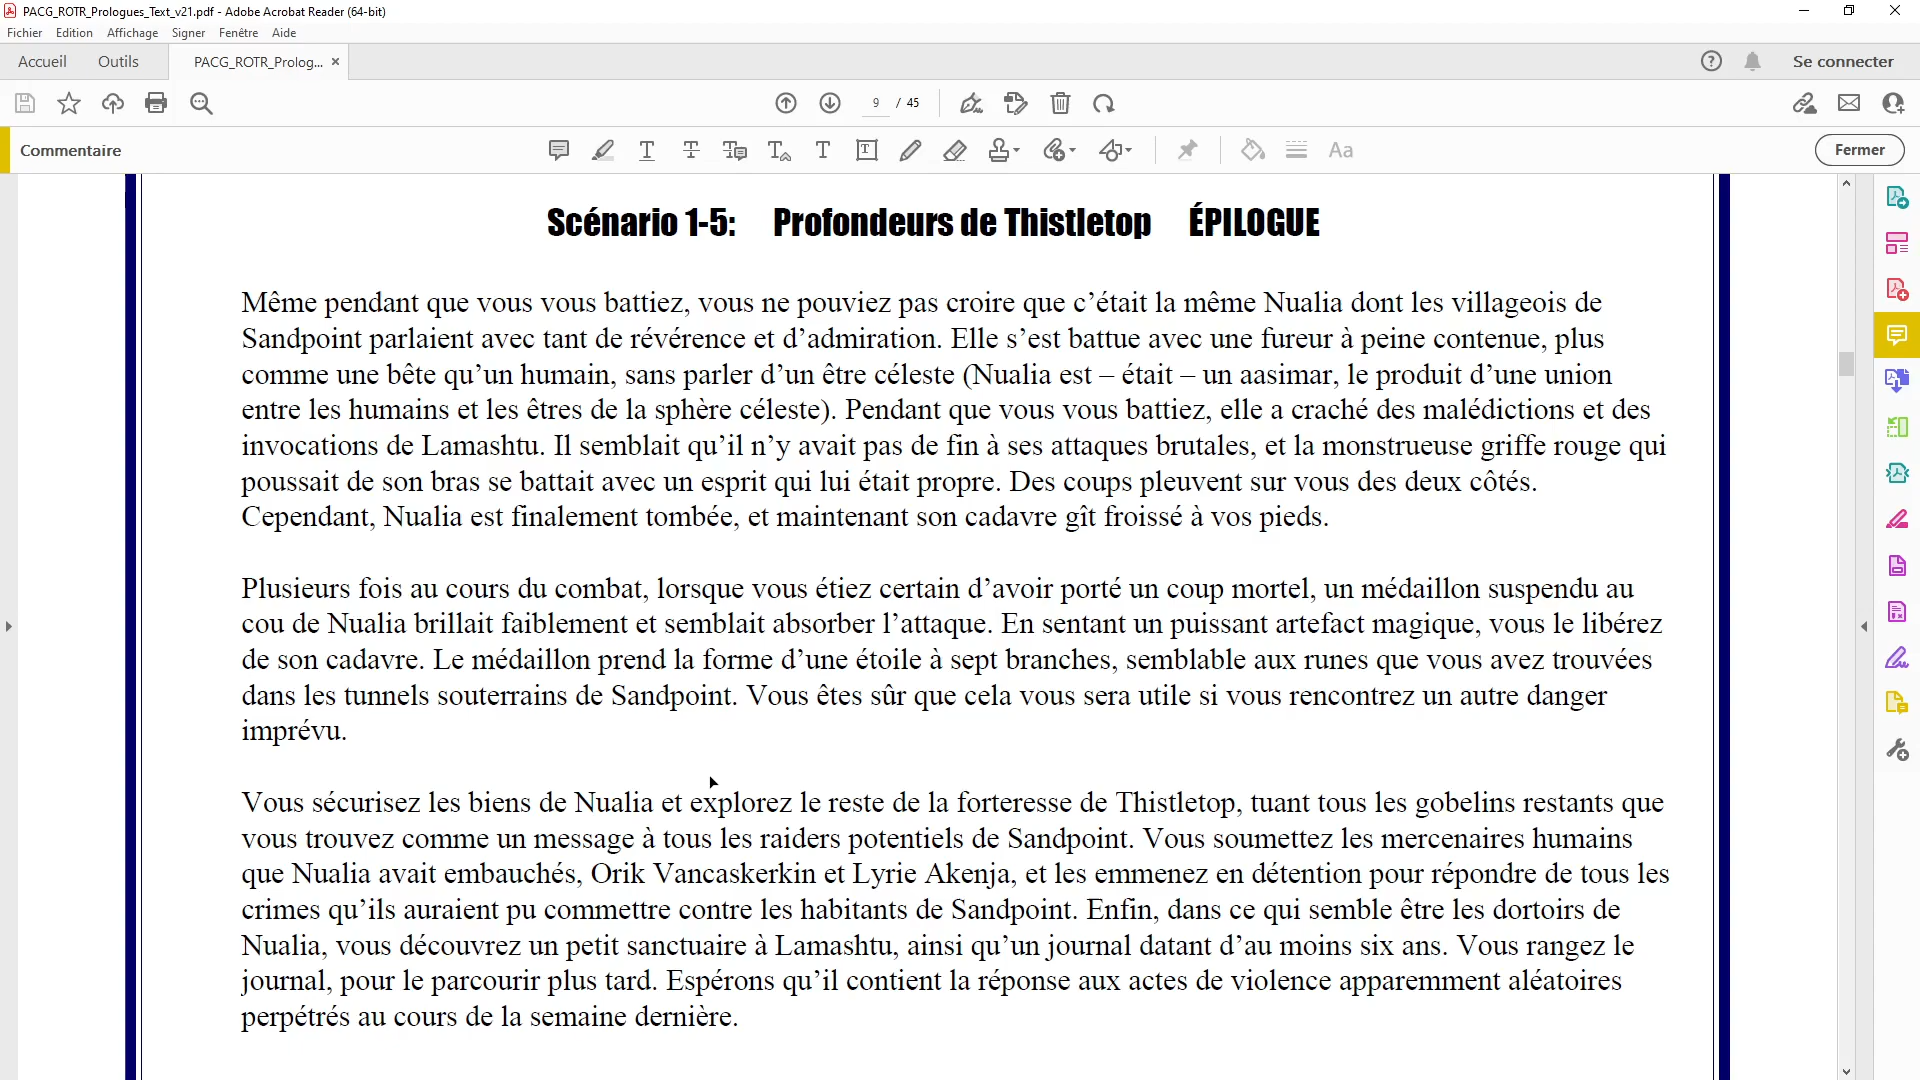 PACG_ROTR_Prologues_Text_v21.pdf - Adobe Acrobat Reader (64-bit)
Fichier Edition Affichage Signer Fenêtre Aide
Accueil Outils PACG_ROTR_Prolog... × Se connecter
9 / 45
Commentaire Aa Fermer
Scénario 1-5: Profondeurs de Thistletop ÉPILOGUE
Même pendant que vous vous battiez, vous ne pouviez pas croire que c’était la même Nualia dont les villageois de
Sandpoint parlaient avec tant de révérence et d’admiration. Elle s’est battue avec une fureur à peine contenue, plus
comme une bête qu’un humain, sans parler d’un être céleste (Nualia est – était – un aasimar, le produit d’une union
entre les humains et les êtres de la sphère céleste). Pendant que vous vous battiez, elle a craché des malédictions et des
invocations de Lamashtu. Il semblait qu’il n’y avait pas de fin à ses attaques brutales, et la monstrueuse griffe rouge qui
poussait de son bras se battait avec un esprit qui lui était propre. Des coups pleuvent sur vous des deux côtés.
Cependant, Nualia est finalement tombée, et maintenant son cadavre gît froissé à vos pieds.
Plusieurs fois au cours du combat, lorsque vous étiez certain d’avoir porté un coup mortel, un médaillon suspendu au
cou de Nualia brillait faiblement et semblait absorber l’attaque. En sentant un puissant artefact magique, vous le libérez
de son cadavre. Le médaillon prend la forme d’une étoile à sept branches, semblable aux runes que vous avez trouvées
dans les tunnels souterrains de Sandpoint. Vous êtes sûr que cela vous sera utile si vous rencontrez un autre danger
imprévu.
Vous sécurisez les biens de Nualia et explorez le reste de la forteresse de Thistletop, tuant tous les gobelins restants que
vous trouvez comme un message à tous les raiders potentiels de Sandpoint. Vous soumettez les mercenaires humains
que Nualia avait embauchés, Orik Vancaskerkin et Lyrie Akenja, et les emmenez en détention pour répondre de tous les
crimes qu’ils auraient pu commettre contre les habitants de Sandpoint. Enfin, dans ce qui semble être les dortoirs de
Nualia, vous découvrez un petit sanctuaire à Lamashtu, ainsi qu’un journal datant d’au moins six ans. Vous rangez le
journal, pour le parcourir plus tard. Espérons qu’il contient la réponse aux actes de violence apparemment aléatoires
perpétrés au cours de la semaine dernière.